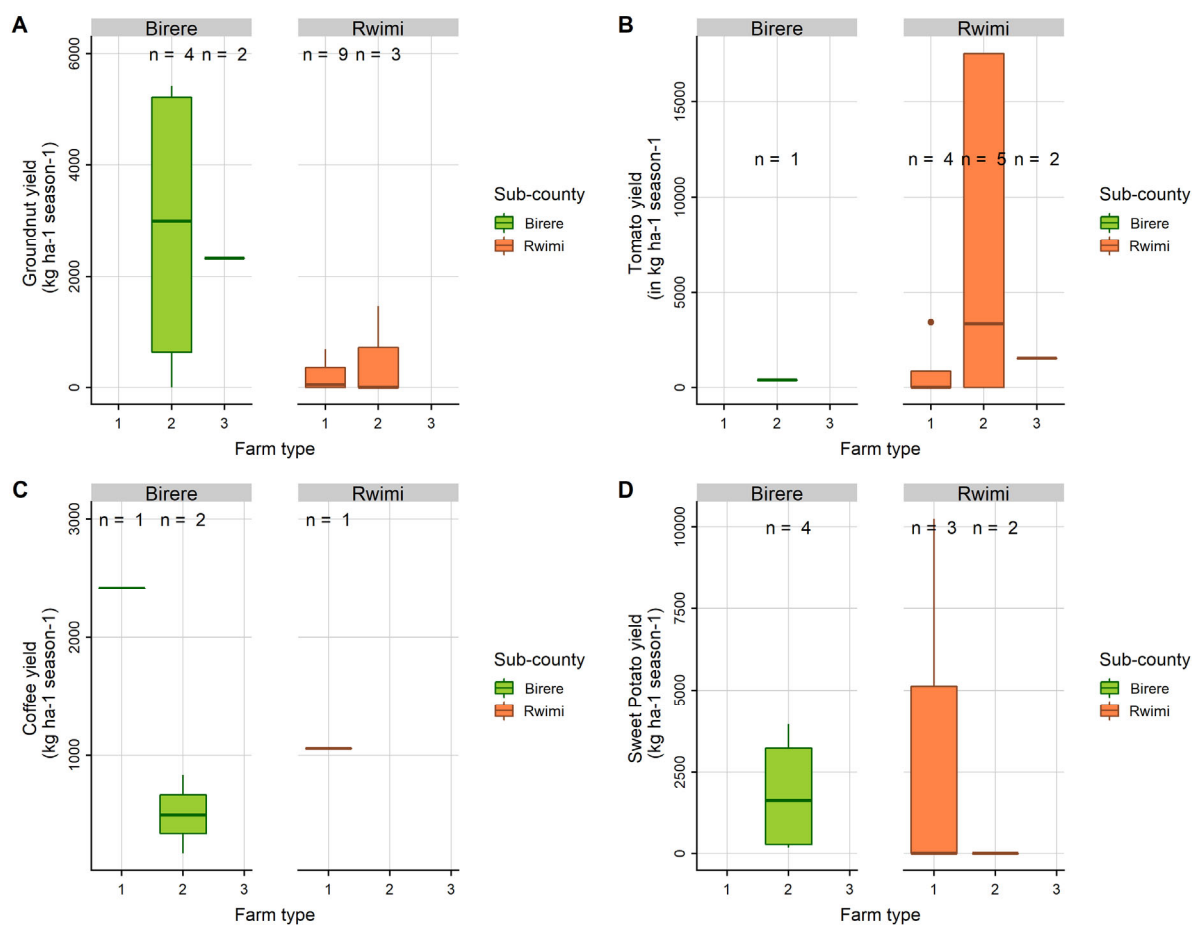 A
Birere
Rwimi
n = 4
n = 2
n = 9
n = 3
6000
4000
2000
0
Groundnut yield
(kg ha-1 season-1)
1
2
3
1
2
3
Farm type
Sub-county
Birere
Rwimi
B
Birere
Rwimi
n = 1
n = 4
n = 5
n = 2
15000
10000
5000
0
Tomato yield
(in kg ha-1 season-1
1
2
3
1
2
3
Farm type
Sub-county
Birere
Rwimi
C
Birere
Rwimi
n = 1
n = 2
n = 1
3000
2000
1000
Coffee yield
(kg ha-1 season-1)
1
2
3
1
2
3
Farm type
Sub-county
Birere
Rwimi
D
Birere
Rwimi
n = 4
n = 3
n = 2
10000
7500
5000
2500
0
Sweet Potato yield
(kg ha-1 season-1)
1
2
3
1
2
3
Farm type
Sub-county
Birere
Rwimi